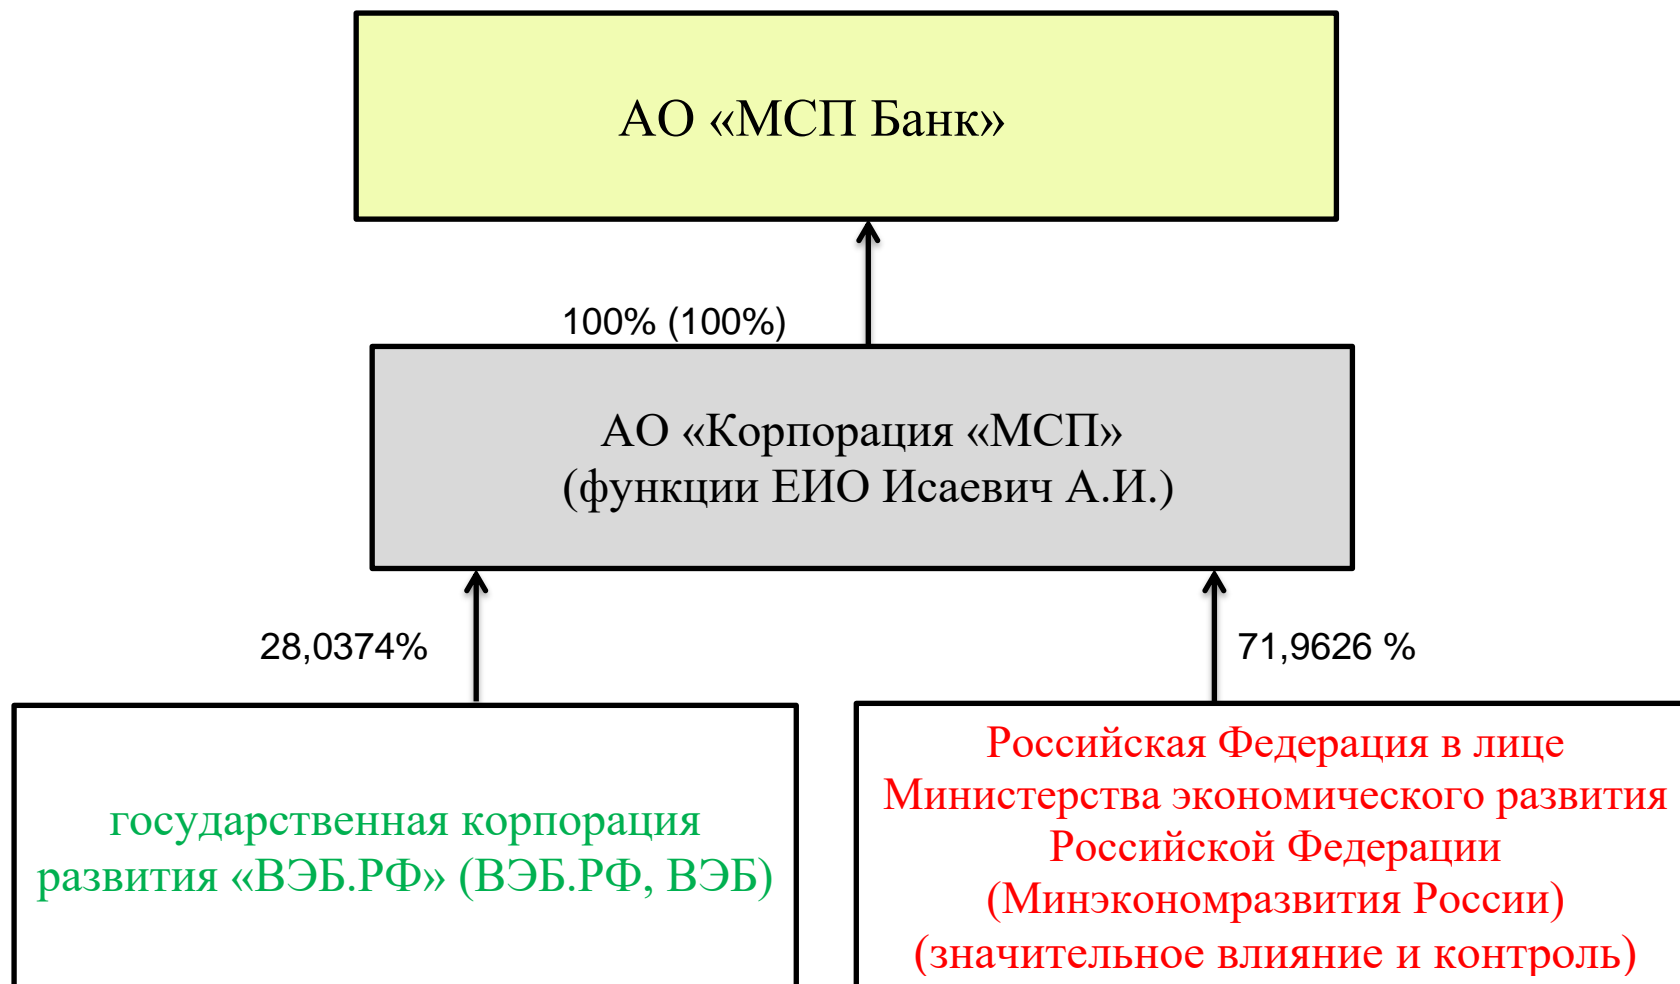 АО «МСП Банк»
100% (100%)
АО «Корпорация «МСП»
(функции ЕИО Исаевич А.И.)
28,0374%
71,9626 %
государственная корпорация
развития «ВЭБ.РФ» (ВЭБ.РФ, ВЭБ)
Российская Федерация в лице
Министерства экономического развития
Российской Федерации
(Минэкономразвития России)
(значительное влияние и контроль)